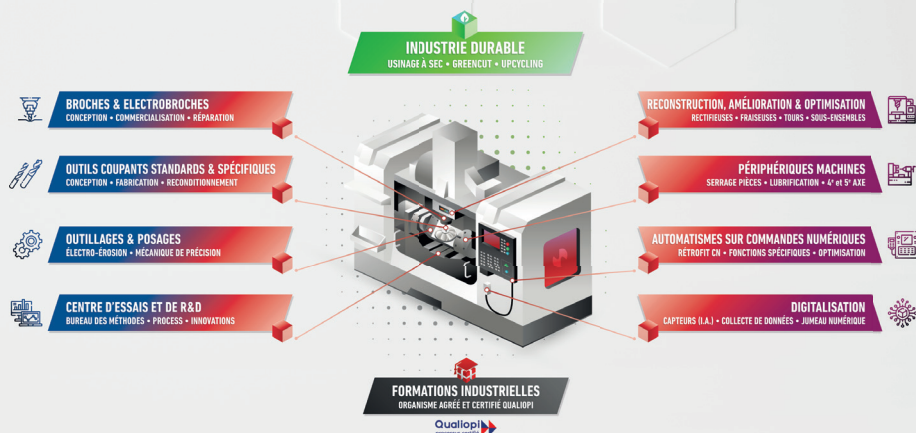 INDUSTRIE DURABLE
USINAGE À SEC • GREENCUT • UPCYCLING
BROCHES & ELECTROBROCHES
CONCEPTION • COMMERCIALISATION • RÉPARATION
OUTILS COUPANTS STANDARDS & SPÉCIFIQUES
CONCEPTION • FABRICATION • RECONDITIONNEMENT
OUTILLAGES & POSAGES
ÉLECTRO-ÉROSION • MÉCANIQUE DE PRÉCISION
CENTRE D'ESSAIS ET DE R&D
BUREAU DES MÉTHODES • PROCESS • INNOVATIONS
RECONSTRUCTION, AMÉLIORATION & OPTIMISATION
RECTIFIEUSES • FRAISEUSES • TOURS • SOUS-ENSEMBLES
PÉRIPHÉRIQUES MACHINES
SERRAGE PIÈCES • LUBRIFICATION • 4ᵉ et 5ᵉ AXE
AUTOMATISMES SUR COMMANDES NUMÉRIQUES
RÉTROFIT CN • FONCTIONS SPÉCIFIQUES • OPTIMISATION
DIGITALISATION
CAPTEURS (I.A.) • COLLECTE DE DONNÉES • JUMEAU NUMÉRIQUE
FORMATIONS INDUSTRIELLES
ORGANISME AGRÉÉ ET CERTIFIÉ QUALIOPI
Qualiopi